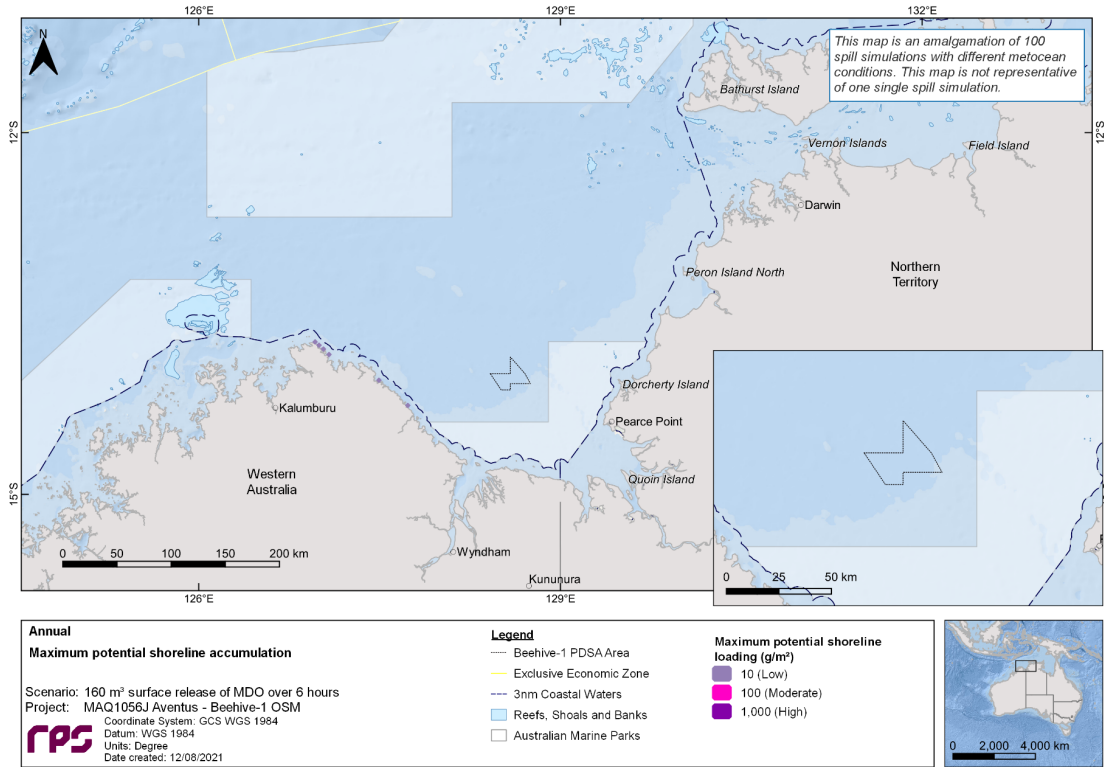 126°E
129°E
132°E
N
This map is an amalgamation of 100
spill simulations with different metocean
conditions. This map is not representative
of one single spill simulation.
Bathurst Island
12°S
12°S
Vernon Islands
Field Island
Darwin
Peron Island North
Northern
Territory
Dorcherty Island
Kalumburu
Pearce Point
Western
Australia
Quoin Island
15°S
Wyndham
Kununurra
0 50 100 150 200 km
0 25 50 km
126°E
129°E
Annual
Maximum potential shoreline accumulation
Scenario: 160 m³ surface release of MDO over 6 hours
Project: MAQ1056J Aventus - Beehive-1 OSM
rps
Coordinate System: GCS WGS 1984
Datum: WGS 1984
Units: Degree
Date created: 12/08/2021
Legend
Beehive-1 PDSA Area
Exclusive Economic Zone
3nm Coastal Waters
Reefs, Shoals and Banks
Australian Marine Parks
Maximum potential shoreline
loading (g/m²)
10 (Low)
100 (Moderate)
1,000 (High)
0 2,000 4,000 km